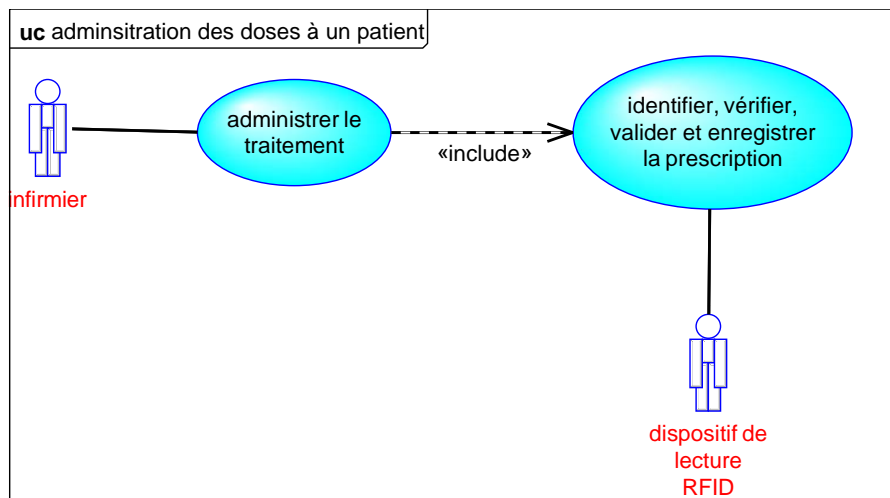 uc adminsitration des doses à un patient
administrer le
traitement
«include»
identifier, vérifier,
valider et enregistrer
la prescription
infirmier
dispositif de
lecture
RFID